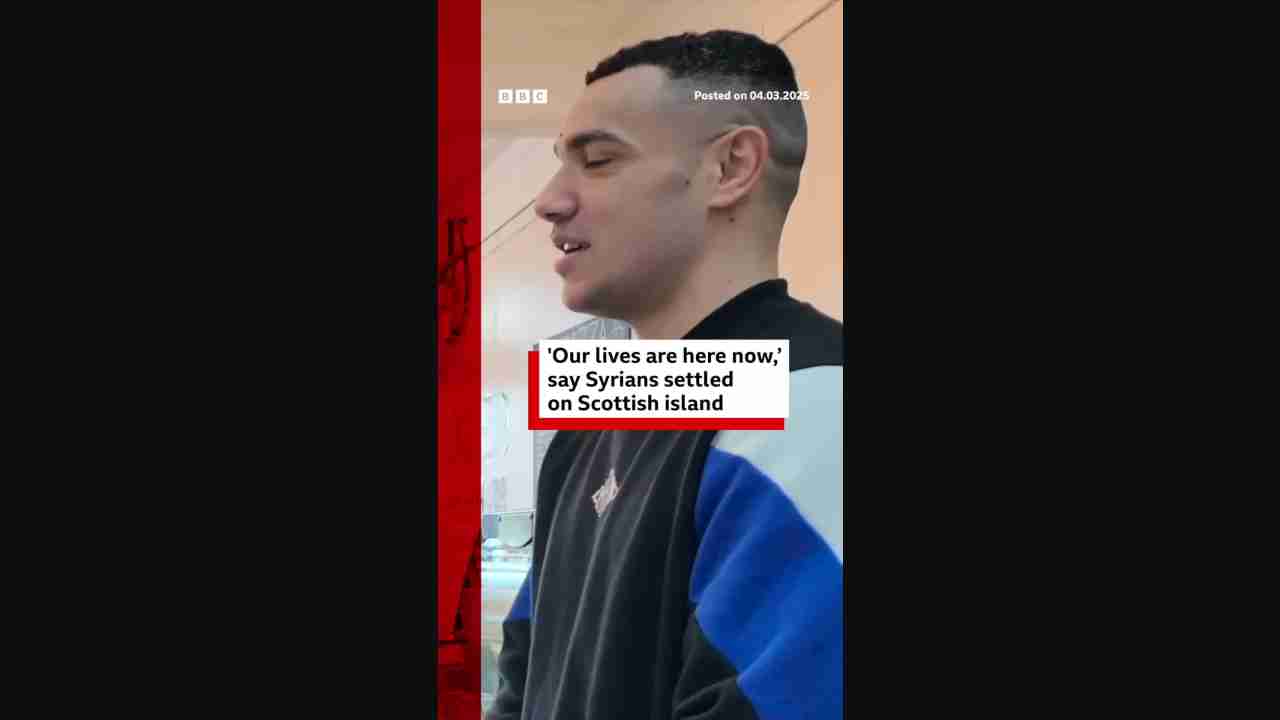 BBC
Posted on 04.03.2025
'Our lives are here now,’
say Syrians settled
on Scottish island